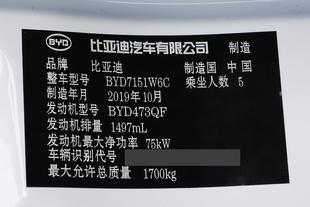 BYD 比亚迪汽车有限公司 制造
品牌 比亚迪 制造国 中国
整车型号 BYD7151W6C 乘坐人数 5
制造年月 2019年10月
发动机型号 BYD473QF
发动机排量 1497mL
发动机最大净功率 75kW
车辆识别代号
最大允许总质量 1700kg